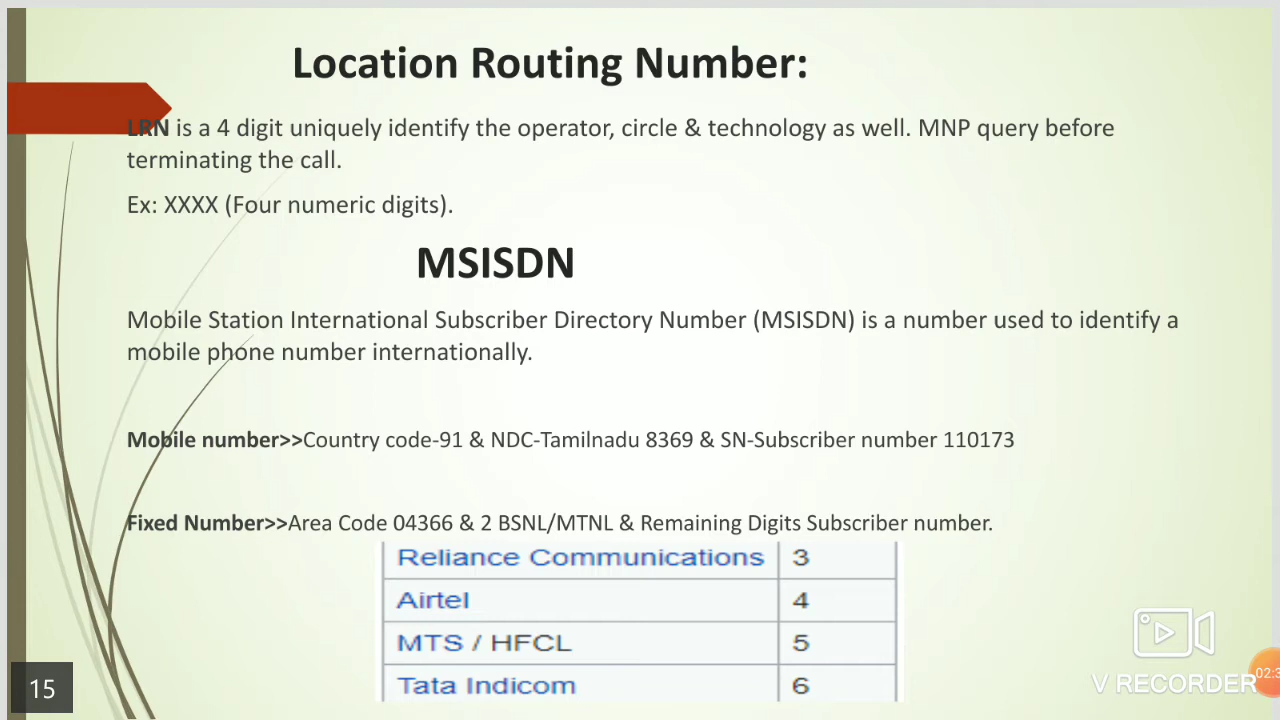 Location Routing Number:
LRN is a 4 digit uniquely identify the operator, circle & technology as well. MNP query before
terminating the call.
Ex: XXXX (Four numeric digits).
MSISDN
Mobile Station International Subscriber Directory Number (MSISDN) is a number used to identify a
mobile phone number internationally.
Mobile number>>Country code-91 & NDC-Tamilnadu 8369 & SN-Subscriber number 110173
Fixed Number>>Area Code 04366 & 2 BSNL/MTNL & Remaining Digits Subscriber number.
Reliance Communications 3
Airtel 4
MTS / HFCL 5
Tata Indicom 6
15
V RECORDER